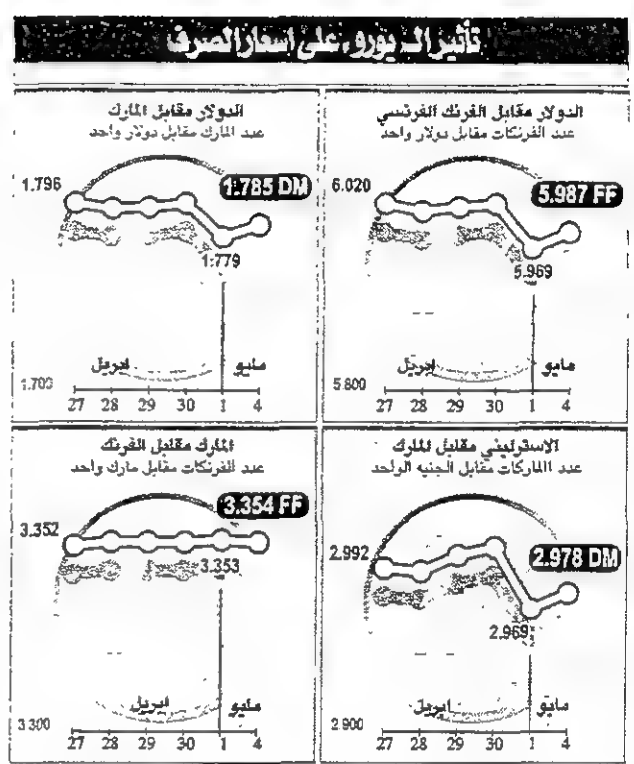 تأثير الـ يورو، على أسعار الصرف
الدولار مقابل الفرنك الفرنسي
عدد الفرنكات مقابل دولار واحد
6.020
5.987 FF
5.969
ابريل
مايو
5.800
27 28 29 30 1 4
الدولار مقابل المارك
عدد المارك مقابل دولار واحد
1.796
1.785 DM
1.779
ابريل
مايو
1.700
27 28 29 30 1 4
الاسترليني مقابل المارك
عدد الماركات مقابل الجنيه الواحد
2.992
2.978 DM
2.969
ابريل
مايو
2.900
27 28 29 30 1 4
المارك مقابل الفرنك
عدد الفرنكات مقابل مارك واحد
3.352
3.354 FF
3.353
ابريل
مايو
3.300
27 28 29 30 1 4